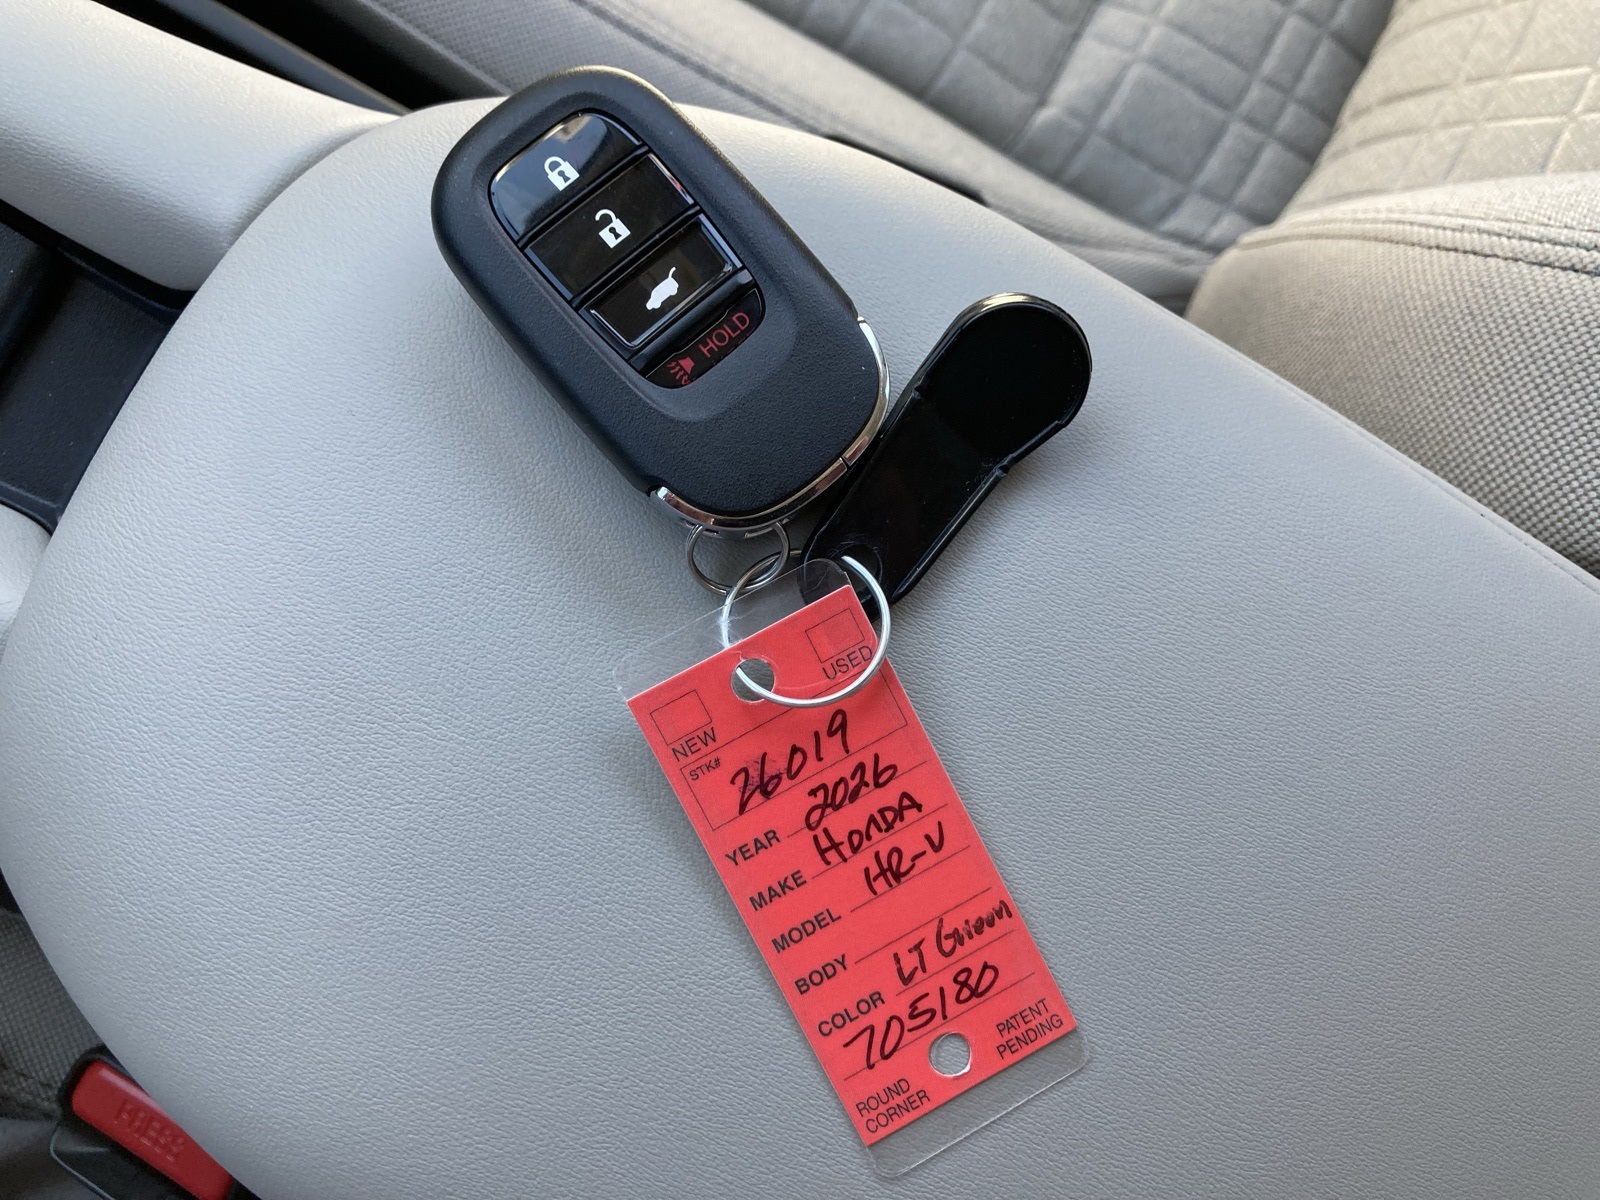 HOLD
USED
NEW
STK# 26019
YEAR 2026
MAKE HONDA
MODEL HR-V
BODY
COLOR LT Green
705180
ROUND CORNER
PATENT PENDING
PRESS